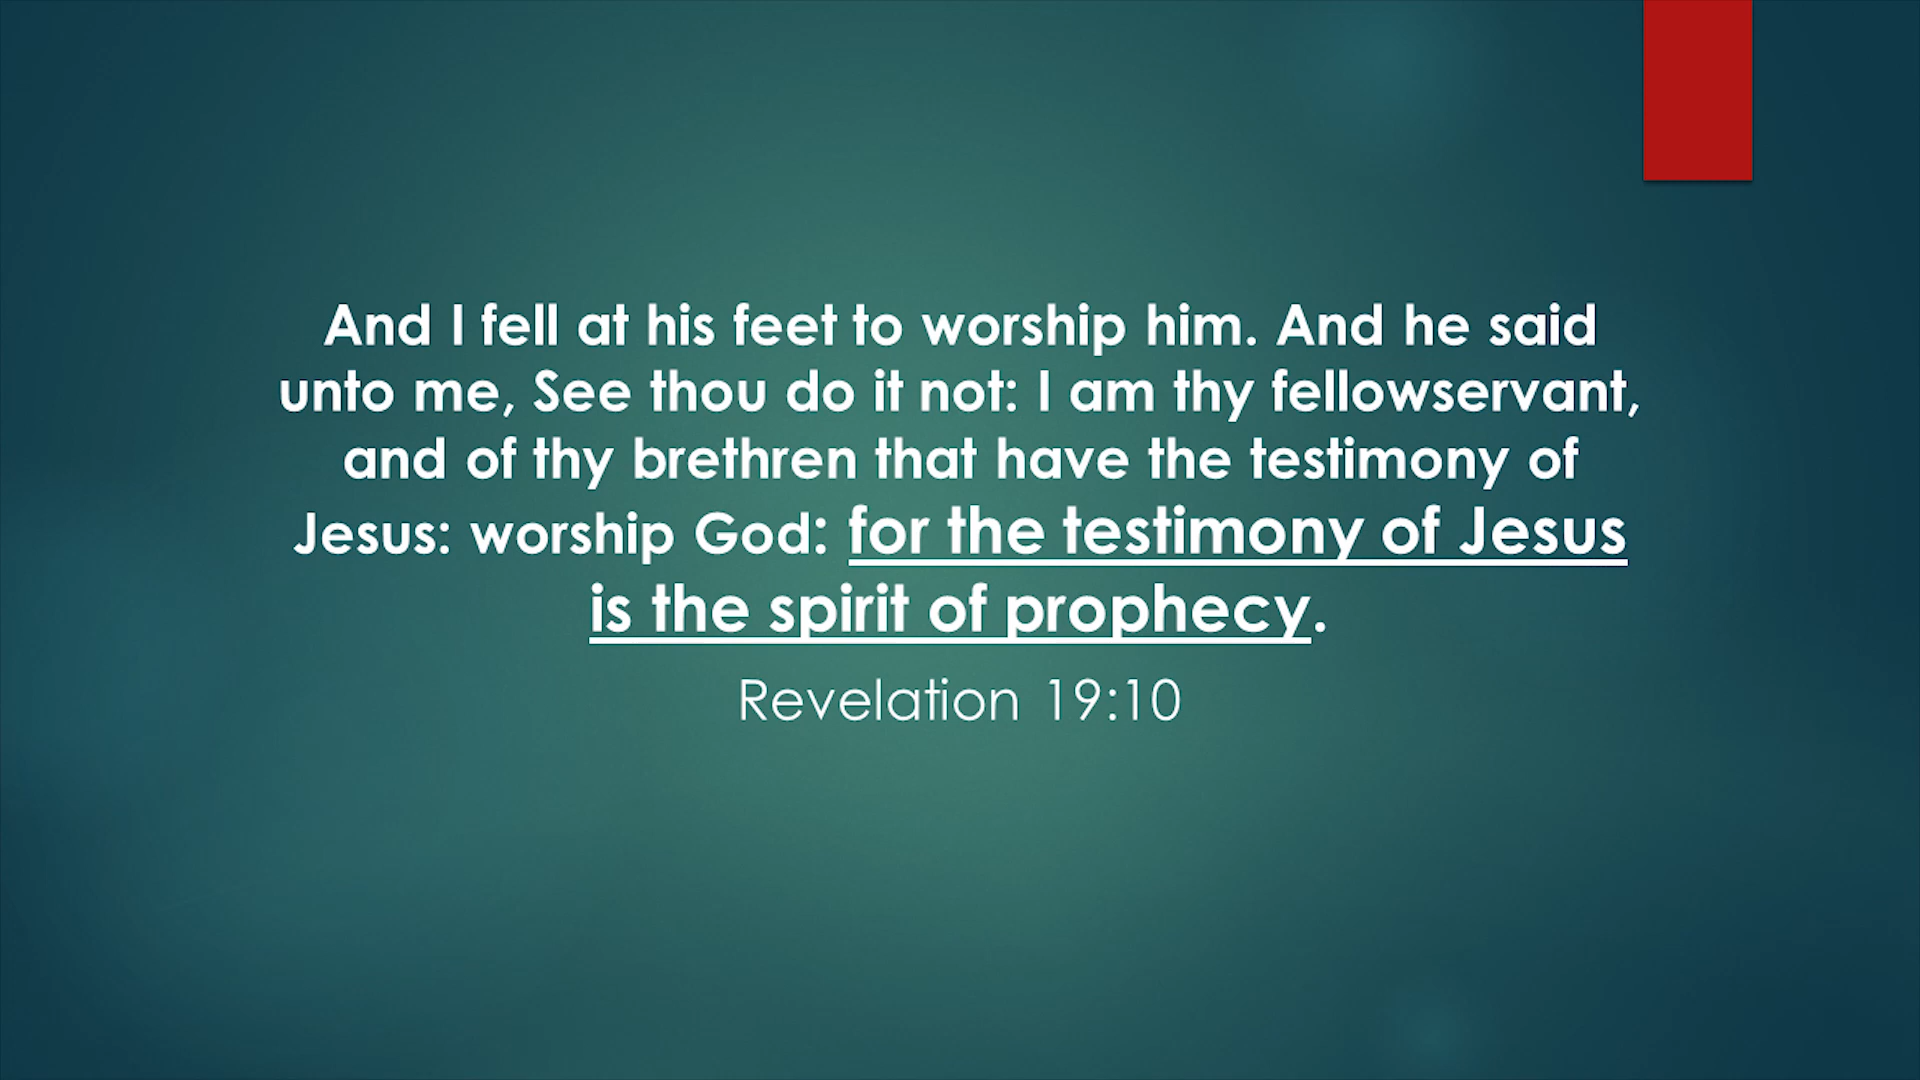 And I fell at his feet to worship him. And he said
unto me, See thou do it not: I am thy fellowservant,
and of thy brethren that have the testimony of
Jesus: worship God: for the testimony of Jesus
is the spirit of prophecy.
Revelation 19:10